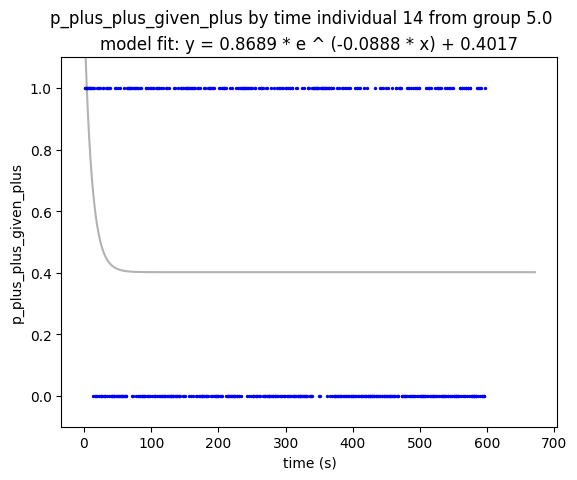 p_plus_plus_given_plus by time individual 14 from group 5.0
model fit: y = 0.8689 * e ^ (-0.0888 * x) + 0.4017
1.0
0.8
0.6
0.4
0.2
0.0
p_plus_plus_given_plus
0 100 200 300 400 500 600 700
time (s)